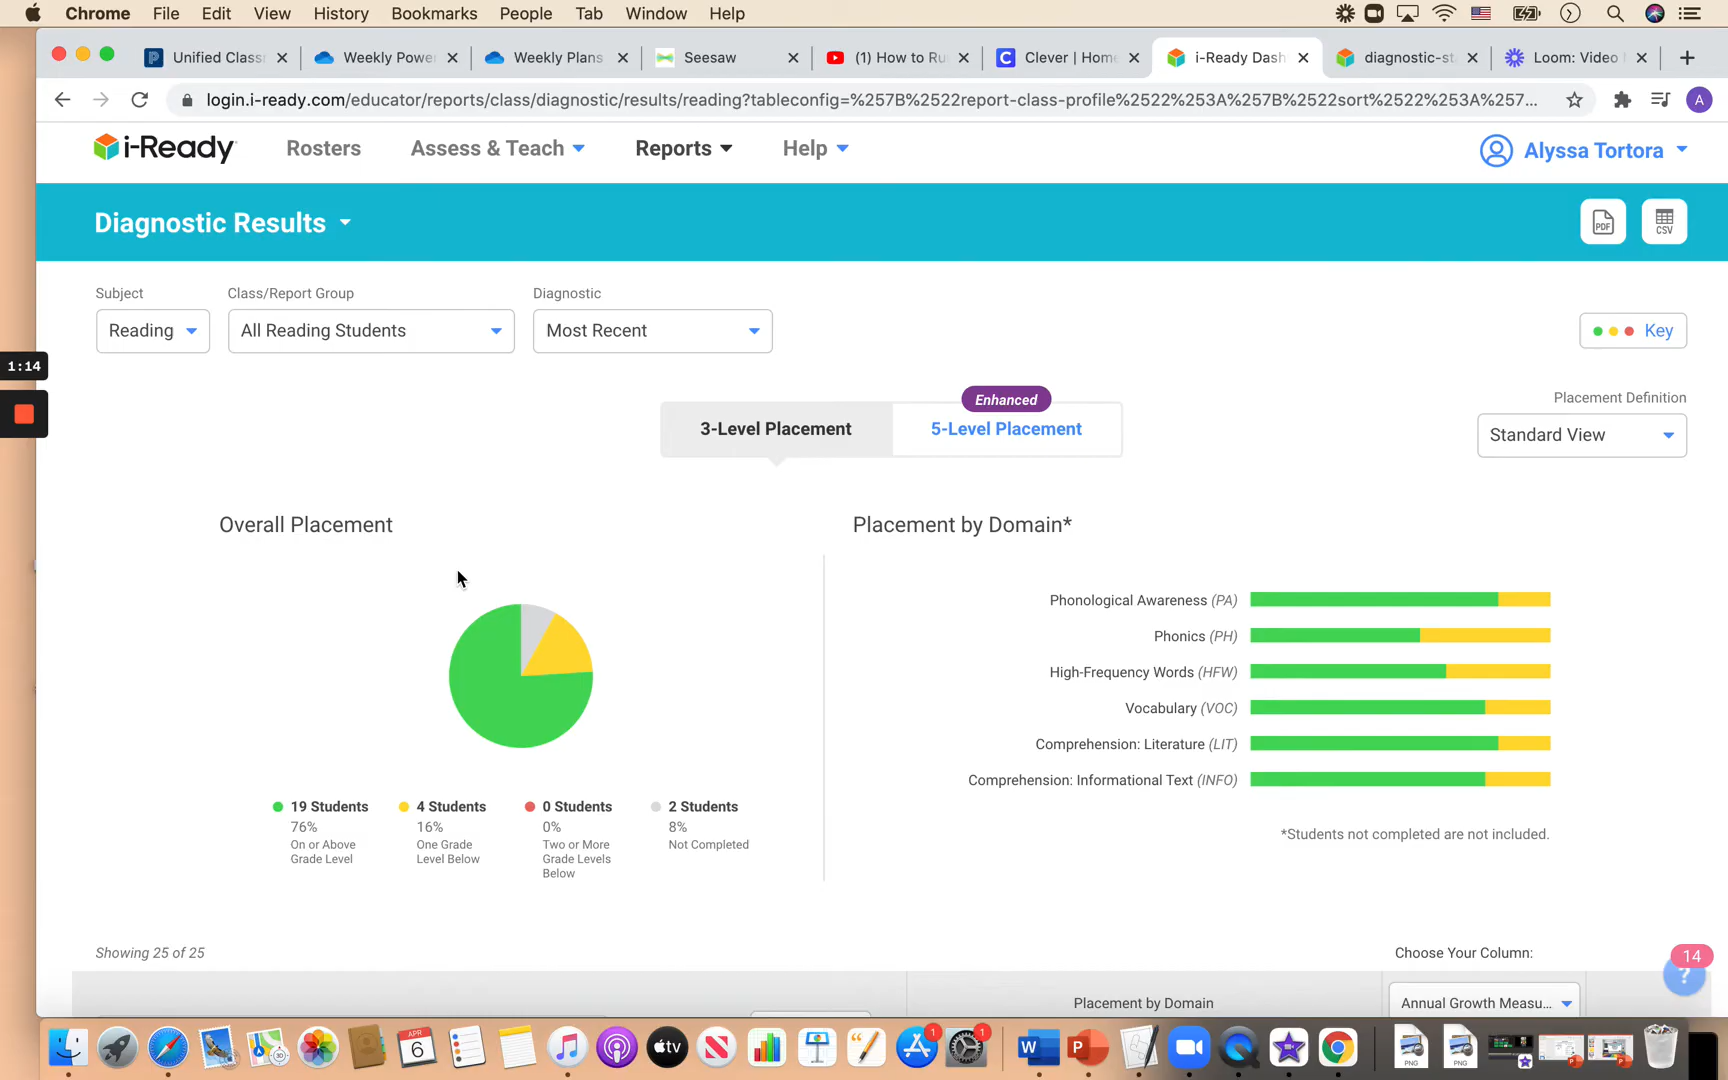 Chrome File Edit View History Bookmarks People Tab Window Help
Unified Class Weekly Power Weekly Plans Seesaw (1) How to Ru Clever | Home i-Ready Dash diagnostic-st Loom: Video
login.i-ready.com/educator/reports/class/diagnostic/results/reading?tableconfig=%257B%2522report-class-profile%2522%253A%257B%2522sort%2522%253A%257...
A
i-Ready Rosters Assess & Teach Reports Help Alyssa Tortora
Diagnostic Results
PDF CSV
Subject Class/Report Group Diagnostic
Reading All Reading Students Most Recent
Key
1:14
Enhanced
3-Level Placement 5-Level Placement
Placement Definition
Standard View
Overall Placement
Placement by Domain*
Phonological Awareness (PA)
Phonics (PH)
High-Frequency Words (HFW)
Vocabulary (VOC)
Comprehension: Literature (LIT)
Comprehension: Informational Text (INFO)
*Students not completed are not included.
19 Students 4 Students 0 Students 2 Students
76% 16% 0% 8%
On or Above Grade Level
One Grade Level Below
Two or More Grade Levels Below
Not Completed
Showing 25 of 25
Choose Your Column:
Placement by Domain
Annual Growth Measu...
14
?
APR
6
tv
1
1
W
P
PNG
PNG